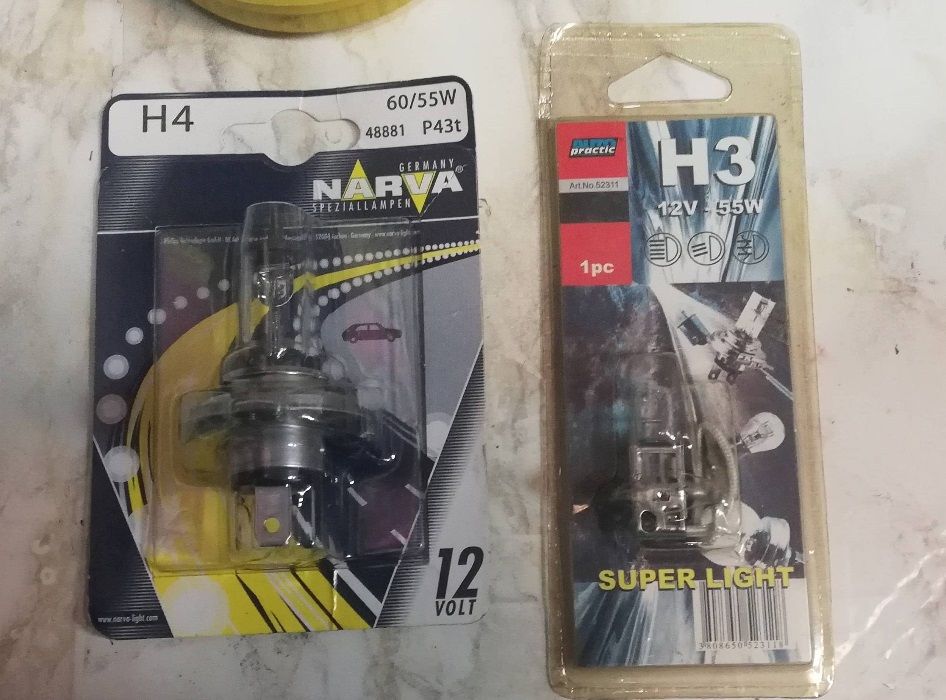 H4
60/55W
48881 P43t
GERMANY
NARVA®
SPEZIALLAMPEN
12
VOLT
www.narva-light.com
practic
Art.No.52311
H3
12V - 55W
1pc
SUPER LIGHT
3808650523118